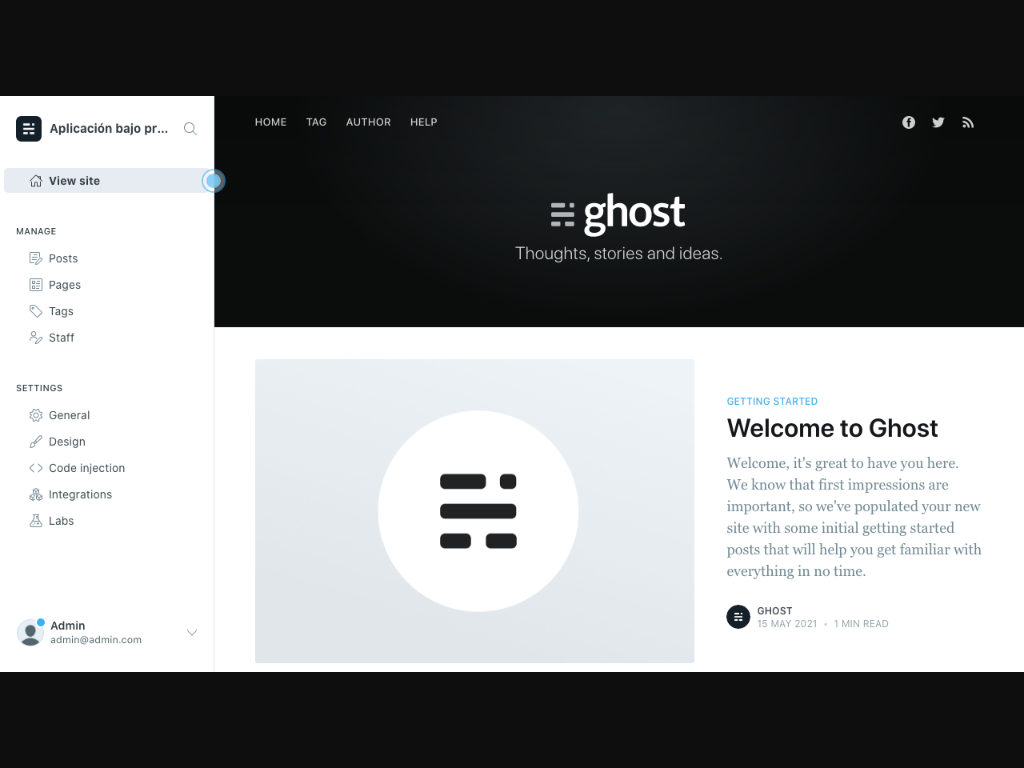 Aplicación bajo pr...
View site
MANAGE
Posts
Pages
Tags
Staff
SETTINGS
General
Design
Code injection
Integrations
Labs
Admin
admin@admin.com
HOME TAG AUTHOR HELP
ghost
Thoughts, stories and ideas.
GETTING STARTED
Welcome to Ghost
Welcome, it's great to have you here.
We know that first impressions are
important, so we've populated your new
site with some initial getting started
posts that will help you get familiar with
everything in no time.
GHOST
15 MAY 2021 • 1 MIN READ